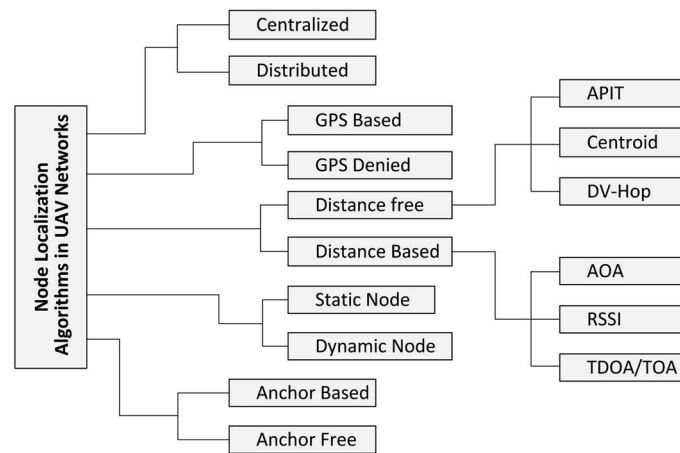 Node Localization
Algorithms in UAV Networks
Centralized
Distributed
GPS Based
GPS Denied
Distance free
Distance Based
Static Node
Dynamic Node
Anchor Based
Anchor Free
APIT
Centroid
DV-Hop
AOA
RSSI
TDOA/TOA